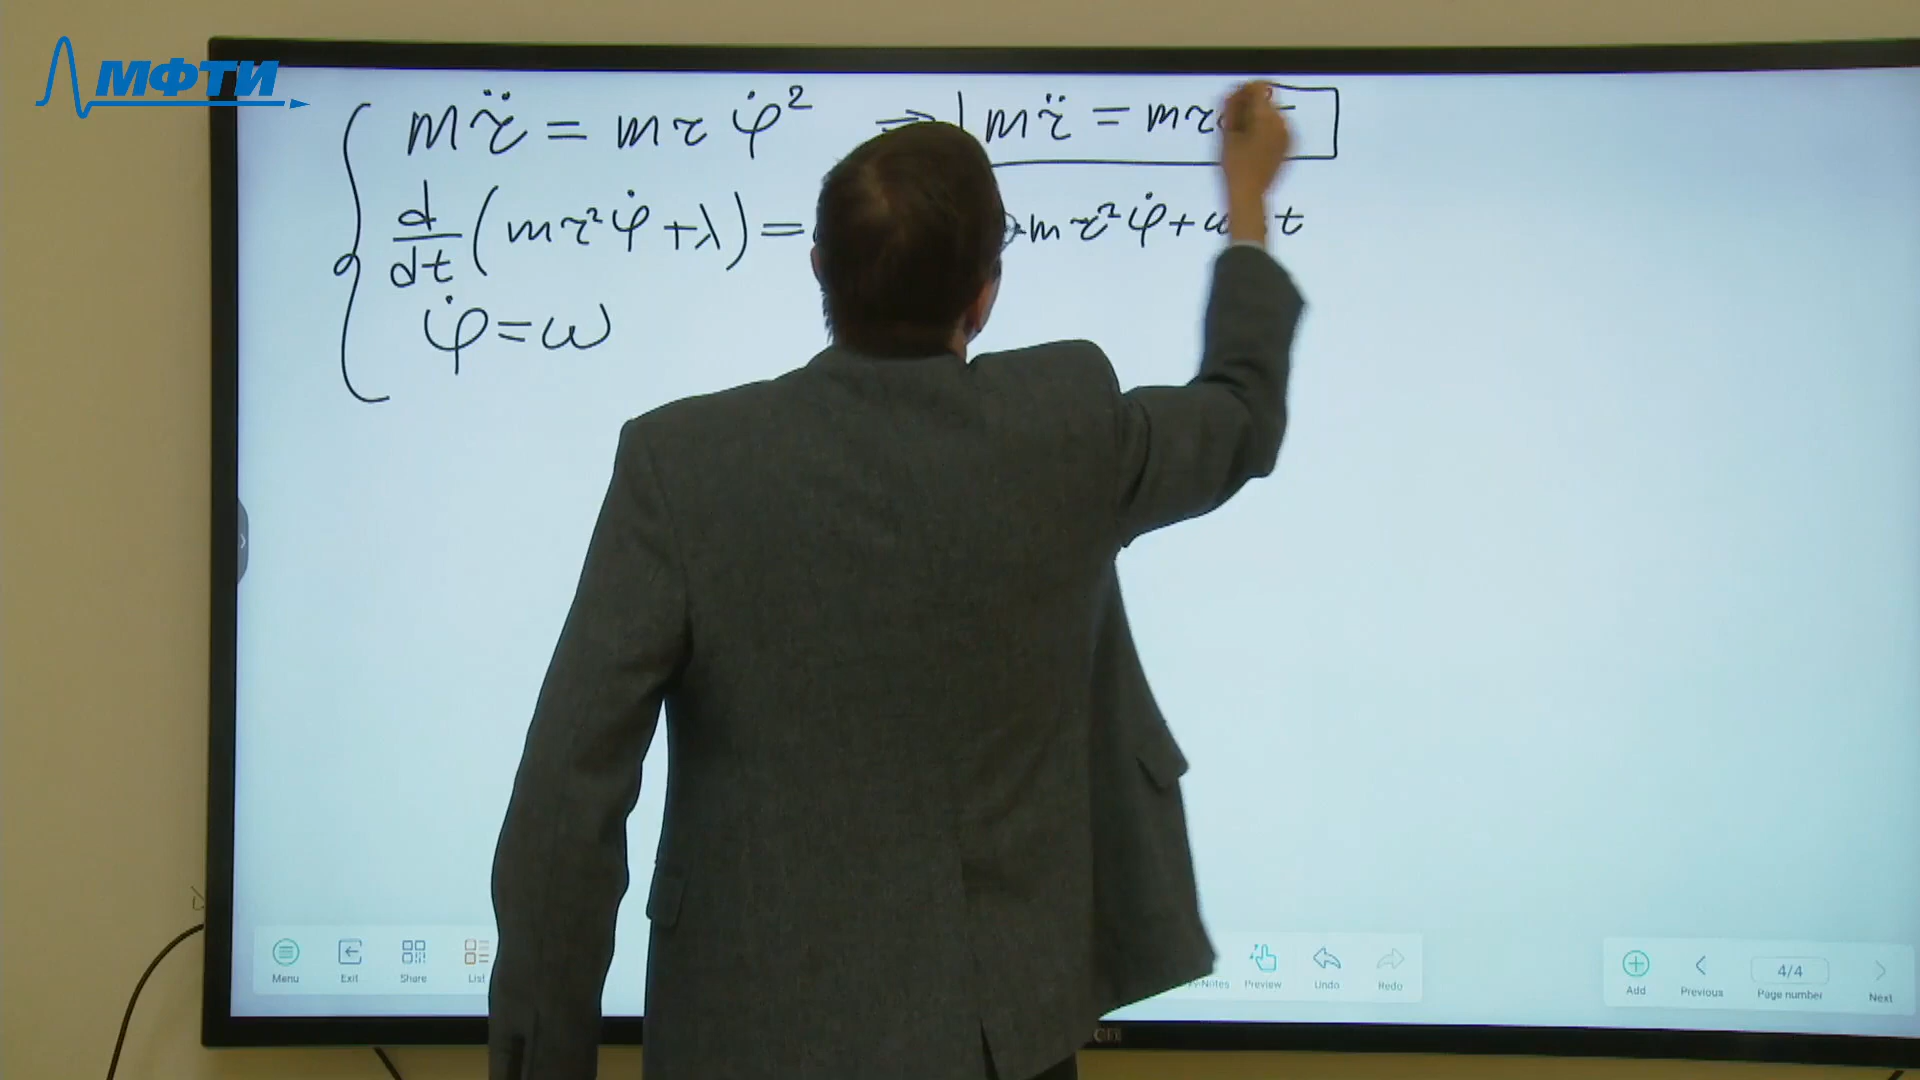 МФТИ
mr̈ = mrφ̇² ⇒ mr̈ = mr
d/dt (mr²φ̇ + λ) = mr²φ̇ + t
φ̇ = ω
Menu Exit Share List Preview Undo Redo Add Previous 4/4 Page number Next